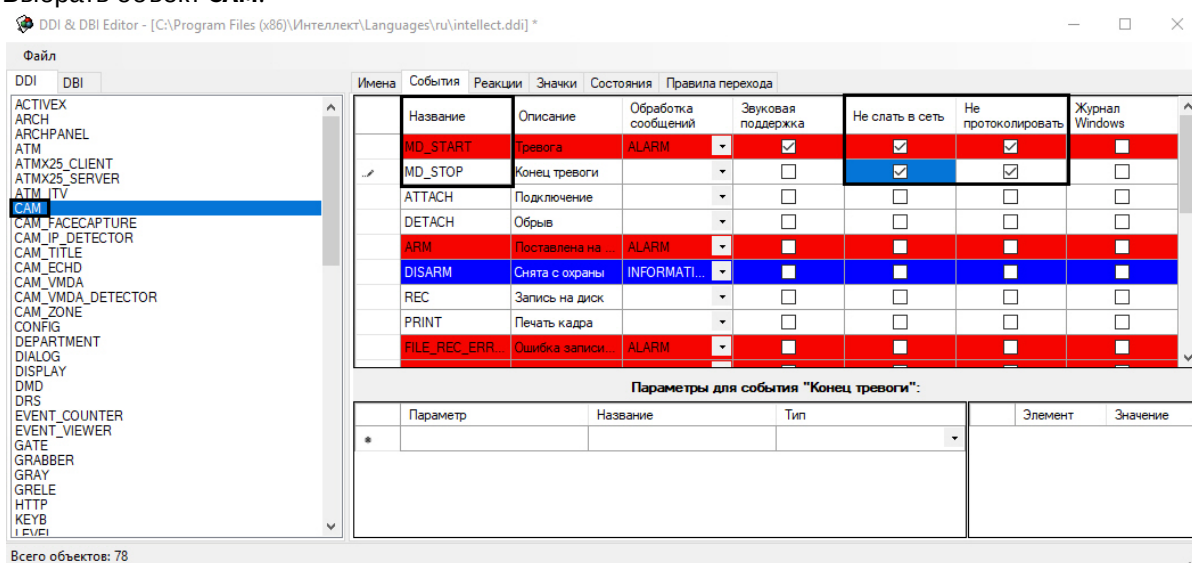 Выбрать объект CAM.
DDI & DBI Editor - [C:\Program Files (x86)\Интеллект\Languages\ru\intellect.ddi] *
Файл
DDI DBI
Имена События Реакции Значки Состояния Правила перехода
ACTIVEX
ARCH
ARCHPANEL
ATM
ATMX25_CLIENT
ATMX25_SERVER
ATM_ITV
CAM
CAM_FACECAPTURE
CAM_IP_DETECTOR
CAM_TITLE
CAM_ECHD
CAM_VMDA
CAM_VMDA_DETECTOR
CAM_ZONE
CONFIG
DEPARTMENT
DIALOG
DISPLAY
DMD
DRS
EVENT_COUNTER
EVENT_VIEWER
GATE
GRABBER
GRAY
GRELE
HTTP
KEYB
LEVEL
Название Описание Обработка сообщений Звуковая поддержка Не слать в сеть Не протоколировать Журнал Windows
MD_START Тревога ALARM
MD_STOP Конец тревоги
ATTACH Подключение
DETACH Обрыв
ARM Поставлена на ... ALARM
DISARM Снята с охраны INFORMATI...
REC Запись на диск
PRINT Печать кадра
FILE_REC_ERR... Ошибка записи... ALARM
Параметры для события "Конец тревоги":
Параметр Название Тип Элемент Значение
Всего объектов: 78